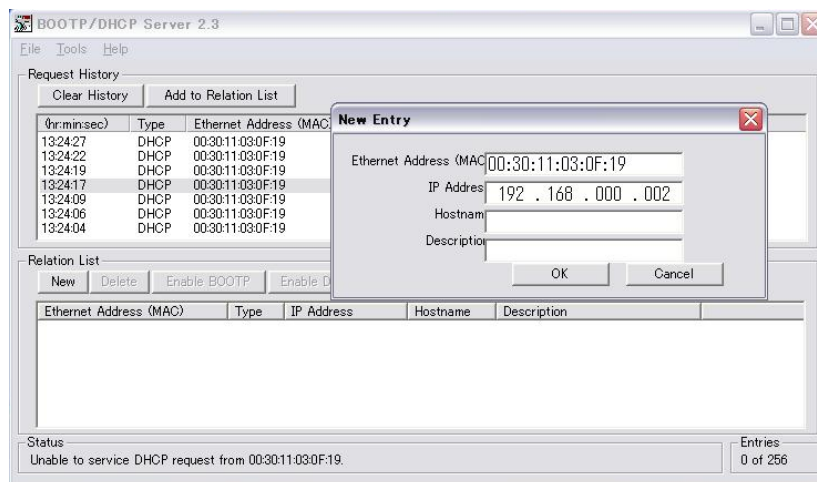 BOOTP/DHCP Server 2.3
File Tools Help
Request History
Clear History Add to Relation List
(hr:min:sec) Type Ethernet Address (MAC)
13:24:27 DHCP 00:30:11:03:0F:19
13:24:22 DHCP 00:30:11:03:0F:19
13:24:19 DHCP 00:30:11:03:0F:19
13:24:17 DHCP 00:30:11:03:0F:19
13:24:09 DHCP 00:30:11:03:0F:19
13:24:06 DHCP 00:30:11:03:0F:19
13:24:04 DHCP 00:30:11:03:0F:19
New Entry
Ethernet Address (MAC 00:30:11:03:0F:19
IP Addres 192 . 168 . 000 . 002
Hostnam
Descriptio
OK Cancel
Relation List
New Delete Enable BOOTP Enable D
Ethernet Address (MAC) Type IP Address Hostname Description
Status
Unable to service DHCP request from 00:30:11:03:0F:19.
Entries
0 of 256